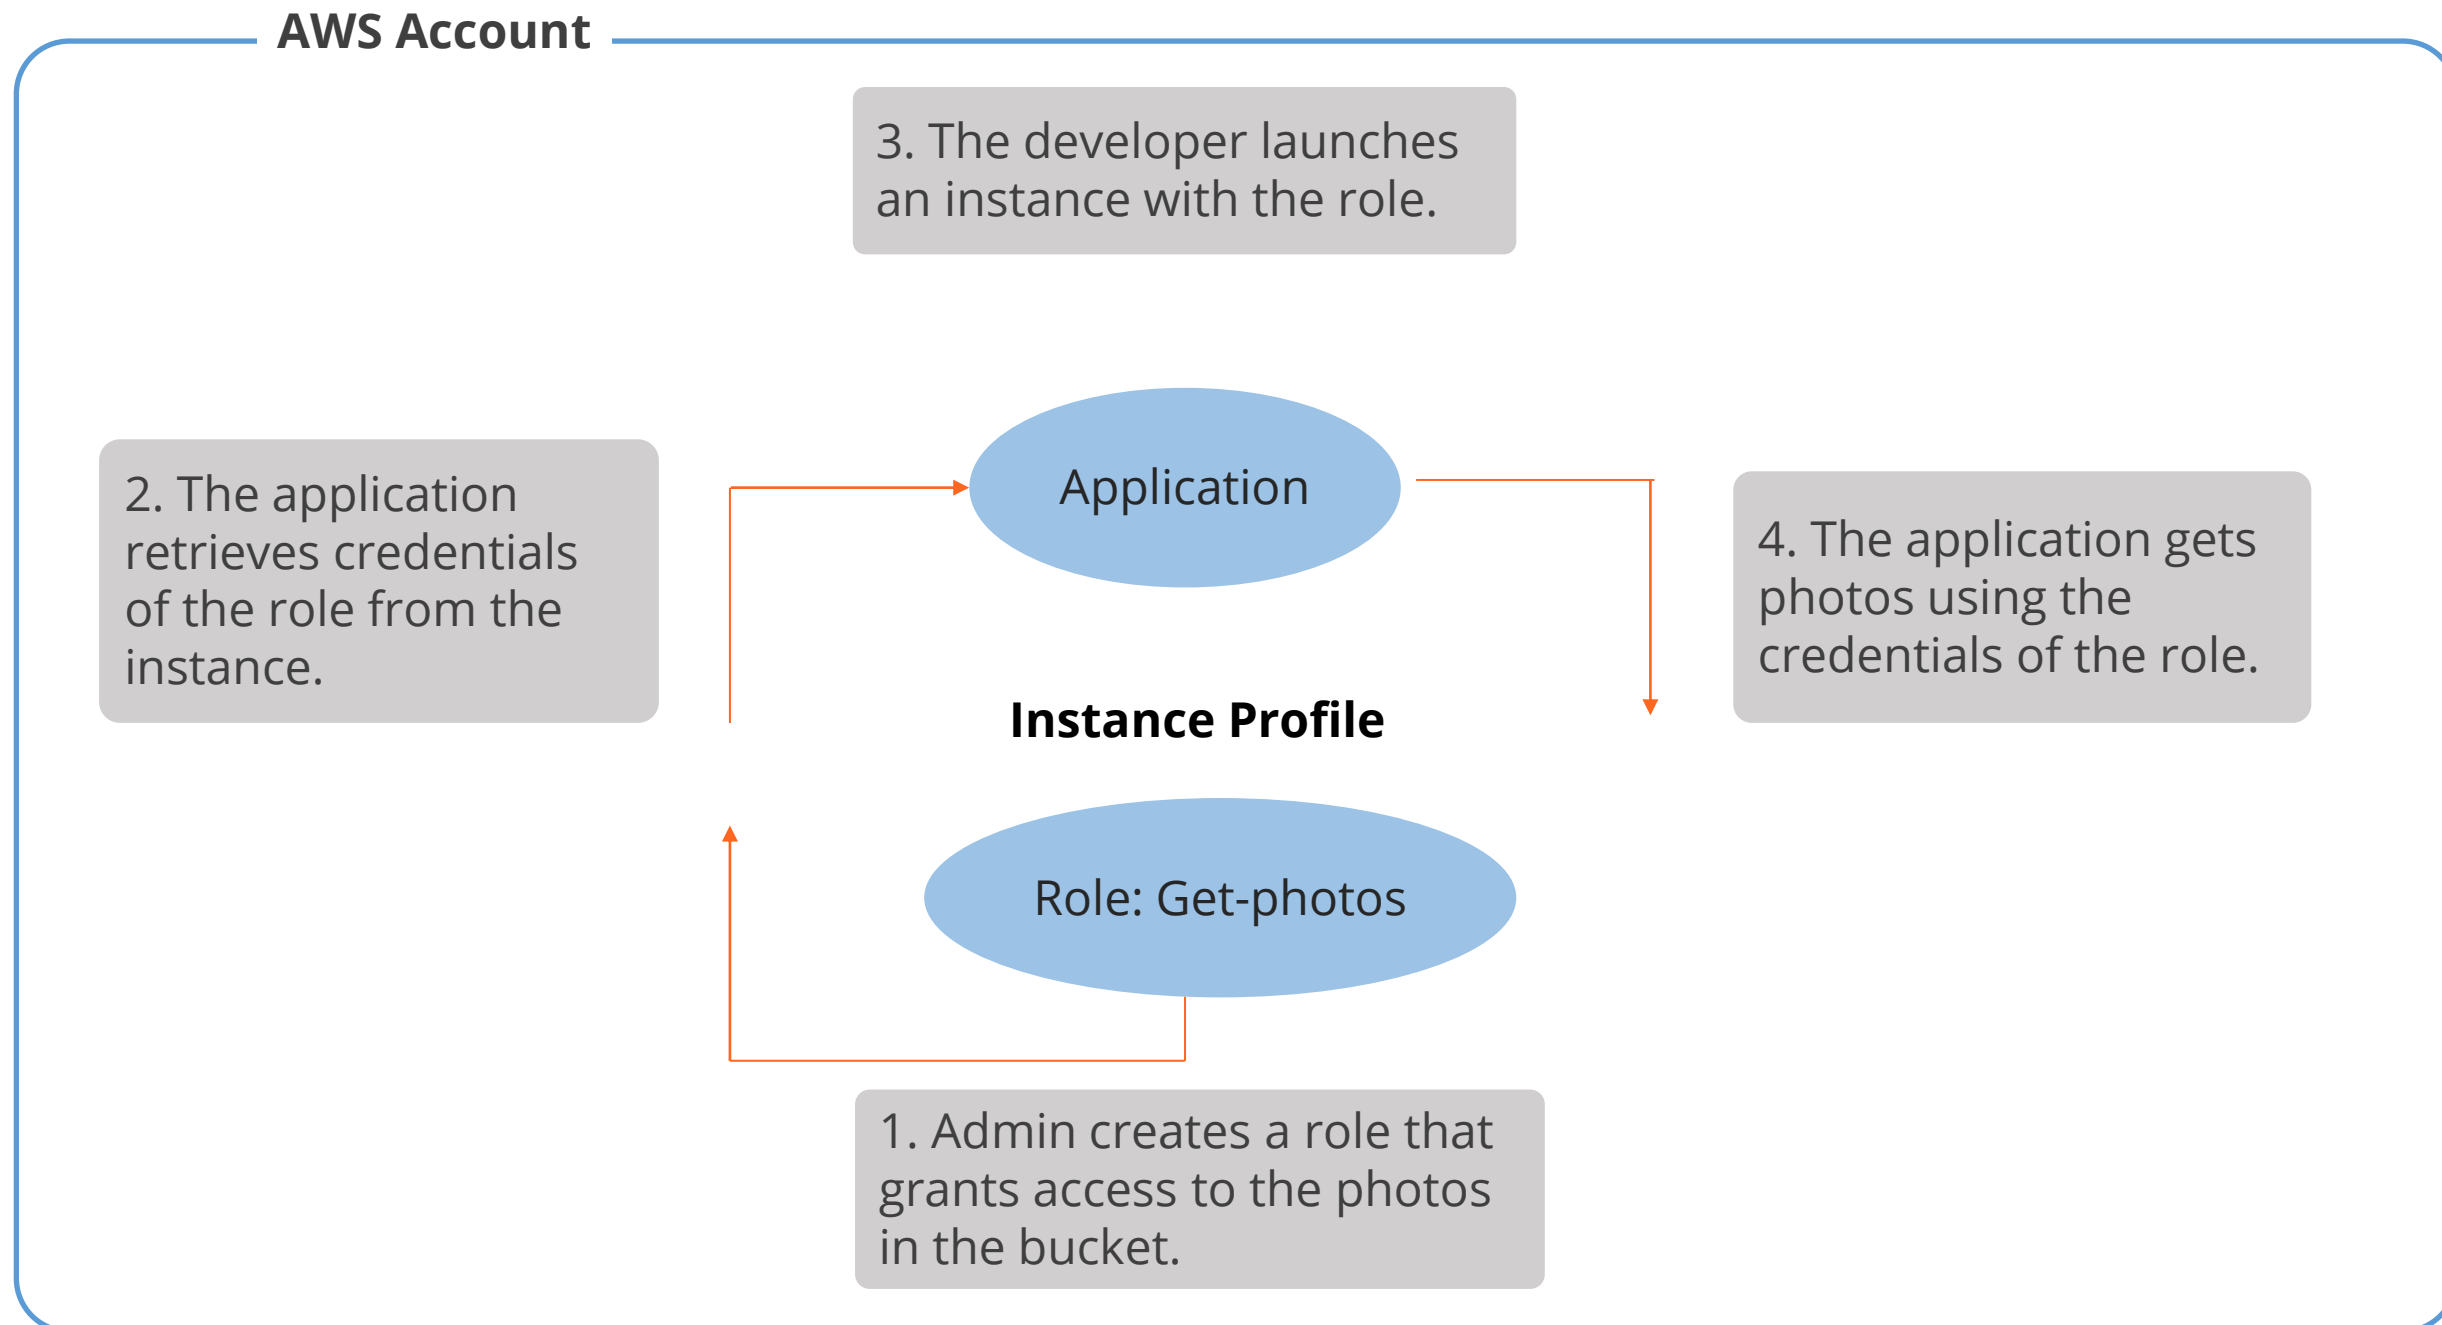 AWS Account
3. The developer launches
an instance with the role.
2. The application
retrieves credentials
of the role from the
instance.
Application
4. The application gets
photos using the
credentials of the role.
Instance Profile
Role: Get-photos
1. Admin creates a role that
grants access to the photos
in the bucket.